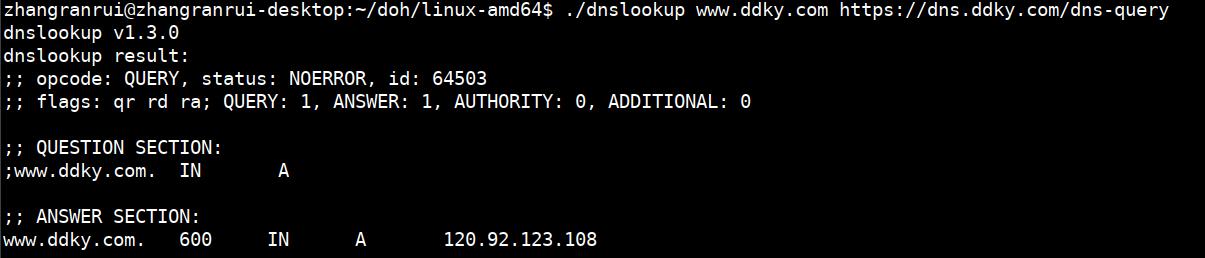 zhangranrui@zhangranrui-desktop:~/doh/linux-amd64$ ./dnslookup www.ddky.com https://dns.ddky.com/dns-query
dnslookup v1.3.0
dnslookup result:
;; opcode: QUERY, status: NOERROR, id: 64503
;; flags: qr rd ra; QUERY: 1, ANSWER: 1, AUTHORITY: 0, ADDITIONAL: 0
;; QUESTION SECTION:
;www.ddky.com.	IN	 A
;; ANSWER SECTION:
www.ddky.com.	600	IN	A	120.92.123.108